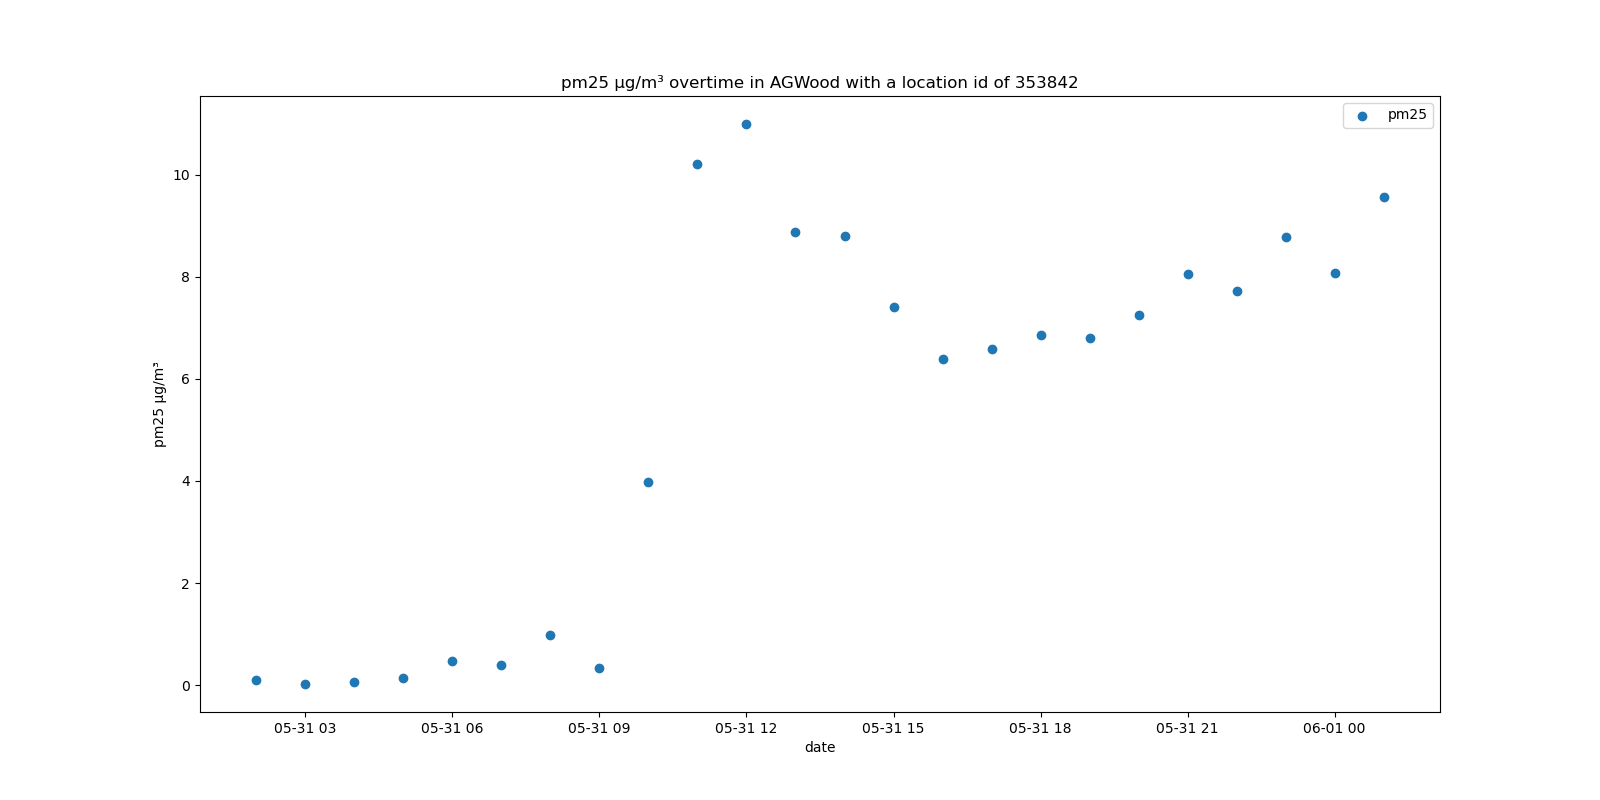 pm25 µg/m³ overtime in AGWood with a location id of 353842
pm25
10
8
6
4
2
0
pm25 µg/m³
05-31 03 05-31 06 05-31 09 05-31 12 05-31 15 05-31 18 05-31 21 06-01 00
date